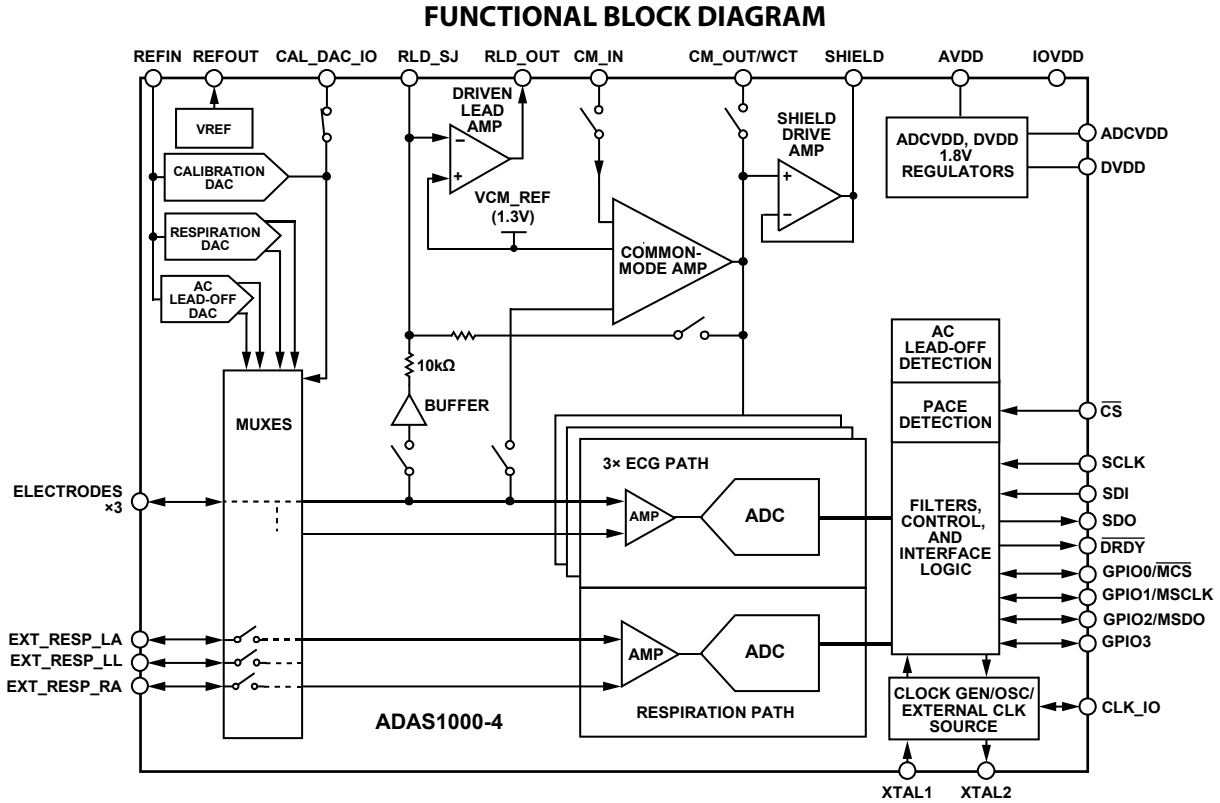 FUNCTIONAL BLOCK DIAGRAM
REFIN REFOUT CAL_DAC_IO RLD_SJ RLD_OUT CM_IN CM_OUT/WCT SHIELD AVDD IOVDD
VREF
CALIBRATION
DAC
RESPIRATION
DAC
AC
LEAD-OFF
DAC
DRIVEN
LEAD
AMP
–
+
VCM_REF
(1.3V)
COMMON-
MODE AMP
SHIELD
DRIVE
AMP
+
–
ADCVDD, DVDD
1.8V
REGULATORS
ADCVDD
DVDD
10kΩ
BUFFER
MUXES
AC
LEAD-OFF
DETECTION
PACE
DETECTION
FILTERS,
CONTROL,
AND
INTERFACE
LOGIC
3× ECG PATH
AMP
ADC
AMP
ADC
RESPIRATION PATH
ELECTRODES
×3
EXT_RESP_LA
EXT_RESP_LL
EXT_RESP_RA
ADAS1000-4
CS
SCLK
SDI
SDO
DRDY
GPIO0/MCS
GPIO1/MSCLK
GPIO2/MSDO
GPIO3
CLOCK GEN/OSC/
EXTERNAL CLK
SOURCE
CLK_IO
XTAL1 XTAL2